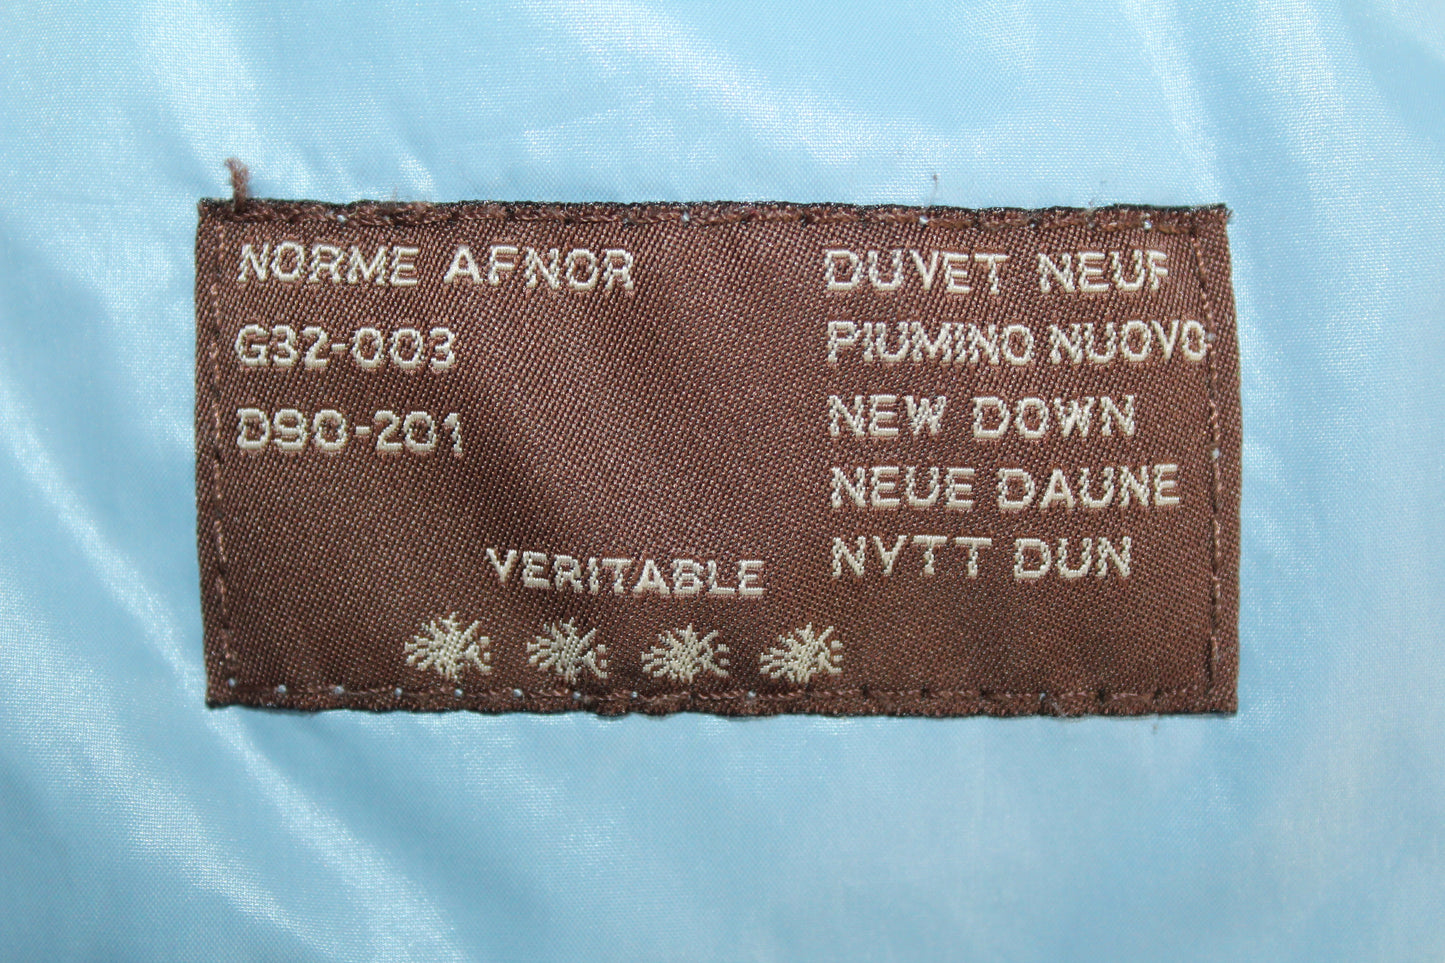 NORME AFNOR
G32-003
D90-201
DUVET NEUF
PIUMINO NUOVO
NEW DOWN
NEUE DAUNE
NYTT DUN
VERITABLE